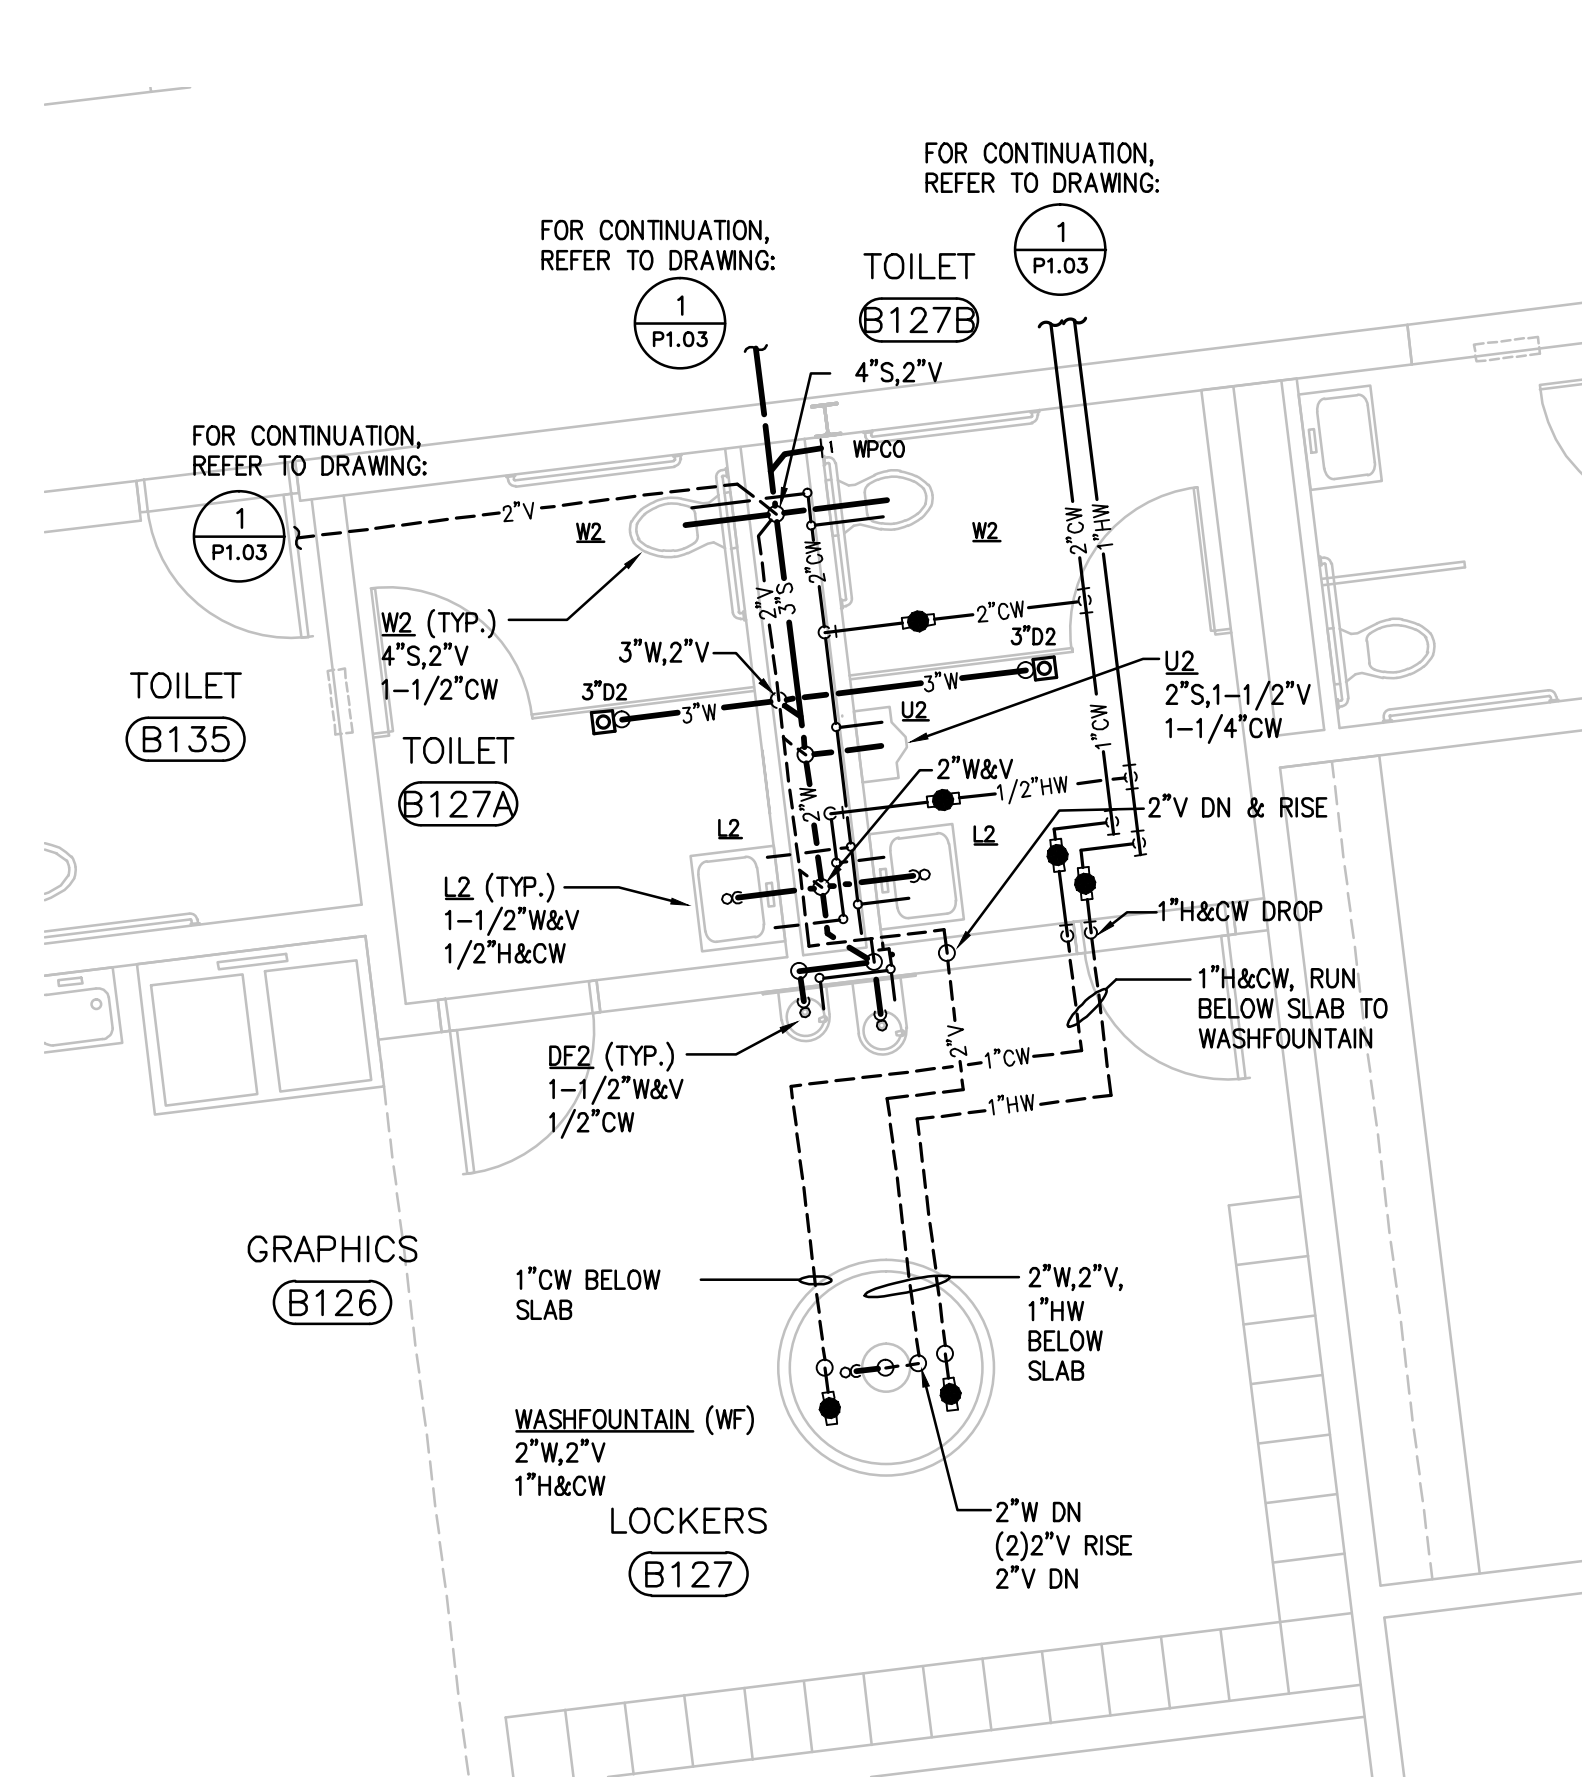 FOR CONTINUATION,
REFER TO DRAWING:
1
P1.03
FOR CONTINUATION,
REFER TO DRAWING:
1
P1.03
TOILET
B127B
4"S,2"V
WPCO
FOR CONTINUATION,
REFER TO DRAWING:
1
P1.03
2"V
W2
W2
2"CW
1"HW
2"CW
2"V
3"S
2"CW
3"D2
W2 (TYP.)
4"S,2"V
1-1/2"CW
3"W,2"V
3"D2
3"W
3"W
U2
U2
2"S,1-1/2"V
1-1/4"CW
1"CW
TOILET
B135
TOILET
B127A
2"W&V
1/2"HW
2"W
2"V DN & RISE
L2
L2
L2 (TYP.)
1-1/2"W&V
1/2"H&CW
1"H&CW DROP
1"H&CW, RUN
BELOW SLAB TO
WASHFOUNTAIN
2"V
1"CW
1"HW
DF2 (TYP.)
1-1/2"W&V
1/2"CW
GRAPHICS
B126
1"CW BELOW
SLAB
2"W,2"V,
1"HW
BELOW
SLAB
WASHFOUNTAIN (WF)
2"W,2"V
1"H&CW
LOCKERS
B127
2"W DN
(2)2"V RISE
2"V DN